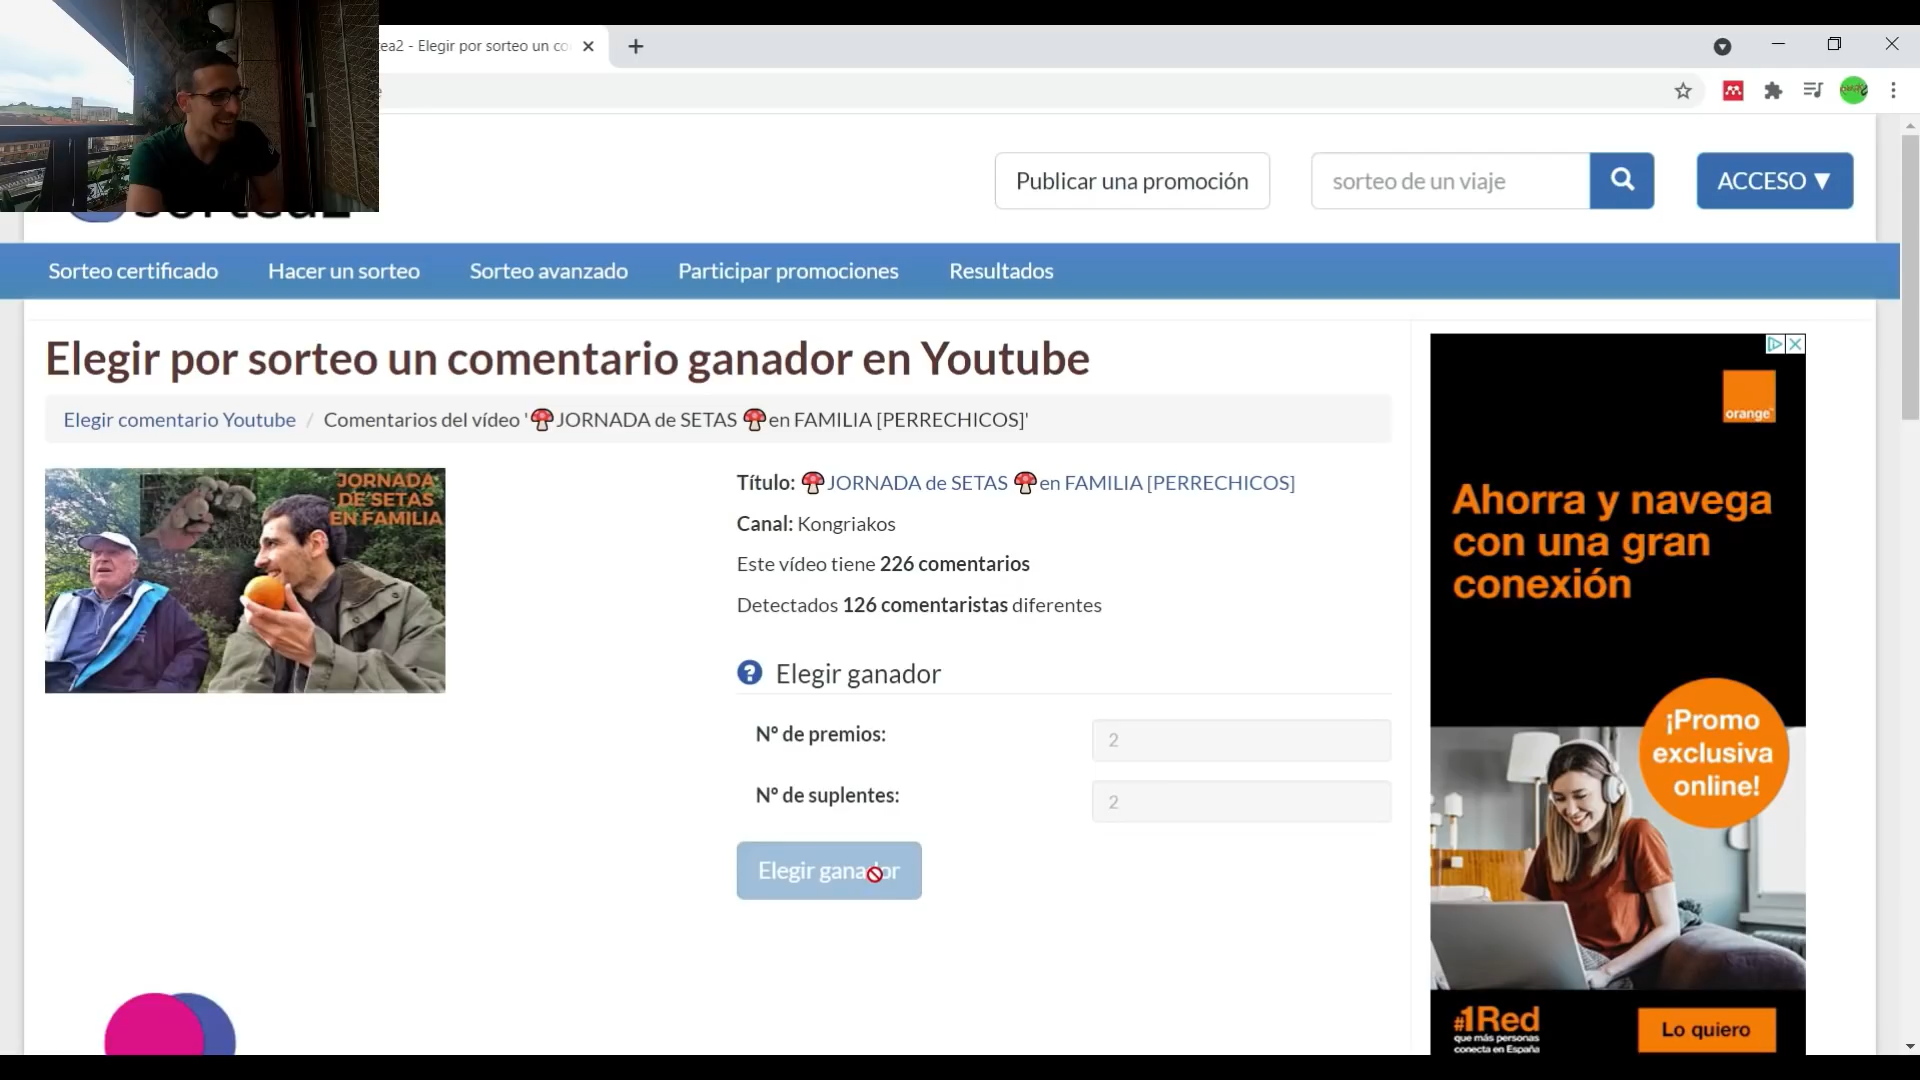 tea2 - Elegir por sorteo un co
Publicar una promoción
sorteo de un viaje
ACCESO ▼
sortea2
Sorteo certificado
Hacer un sorteo
Sorteo avanzado
Participar promociones
Resultados
Elegir por sorteo un comentario ganador en Youtube
Elegir comentario Youtube / Comentarios del vídeo '🍄JORNADA de SETAS 🍄en FAMILIA [PERRECHICOS]'
JORNADA
DE SETAS
EN FAMILIA
Título: 🍄JORNADA de SETAS 🍄en FAMILIA [PERRECHICOS]
Canal: Kongriakos
Este vídeo tiene 226 comentarios
Detectados 126 comentaristas diferentes
Elegir ganador
Nº de premios:
2
Nº de suplentes:
2
Elegir ganador
orange™
Ahorra y navega
con una gran
conexión
¡Promo
exclusiva
online!
#1Red
que más personas
conecta en España
Lo quiero